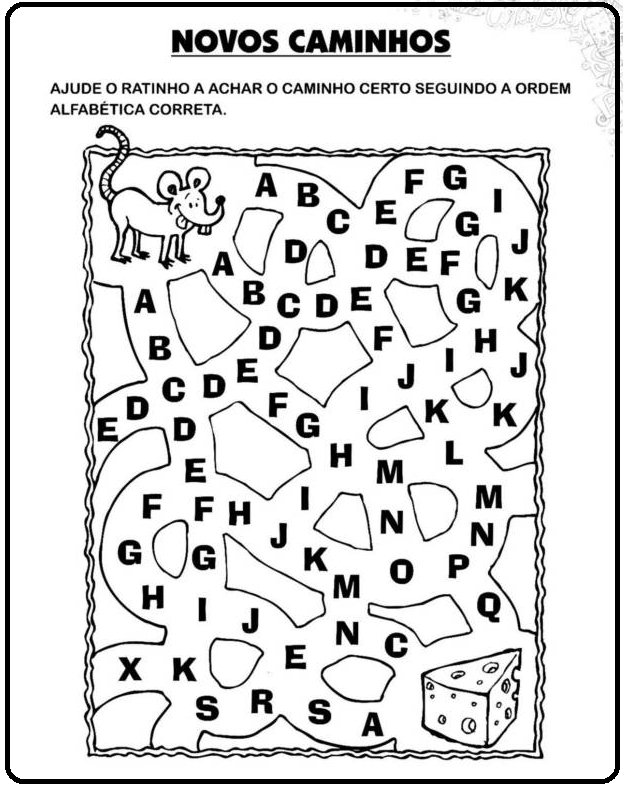 NOVOS CAMINHOS
AJUDE O RATINHO A ACHAR O CAMINHO CERTO SEGUINDO A ORDEM
ALFABÉTICA CORRETA.
A B F G I
C E G J
A D D E F
A B C D E G K
B D F I H J
C D E J
E D D F G I K K
E H M L
F F H I N M
G G J K O P N
H I J M Q
X K E N C
S R S A